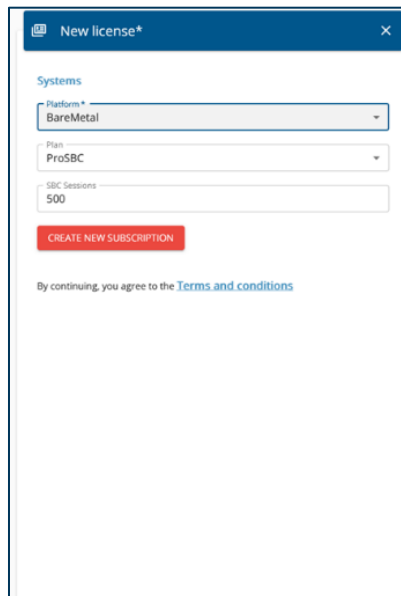 New license*
Systems
Platform *
BareMetal
Plan
ProSBC
SBC Sessions
500
CREATE NEW SUBSCRIPTION
By continuing, you agree to the Terms and conditions